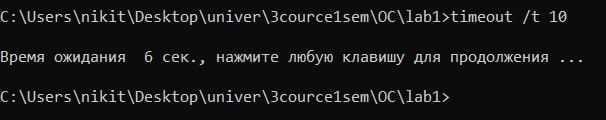 C:\Users\nikit\Desktop\univer\3cource1sem\OC\lab1>timeout /t 10
Время ожидания  6 сек., нажмите любую клавишу для продолжения ...
C:\Users\nikit\Desktop\univer\3cource1sem\OC\lab1>